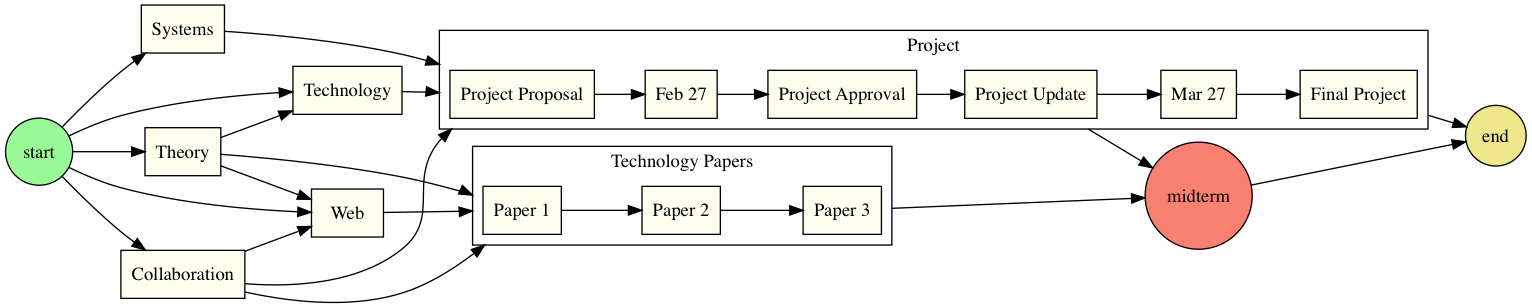 Systems
Project
Technology
Project Proposal
Feb 27
Project Approval
Project Update
Mar 27
Final Project
start
Theory
end
Technology Papers
Web
Paper 1
Paper 2
Paper 3
midterm
Collaboration